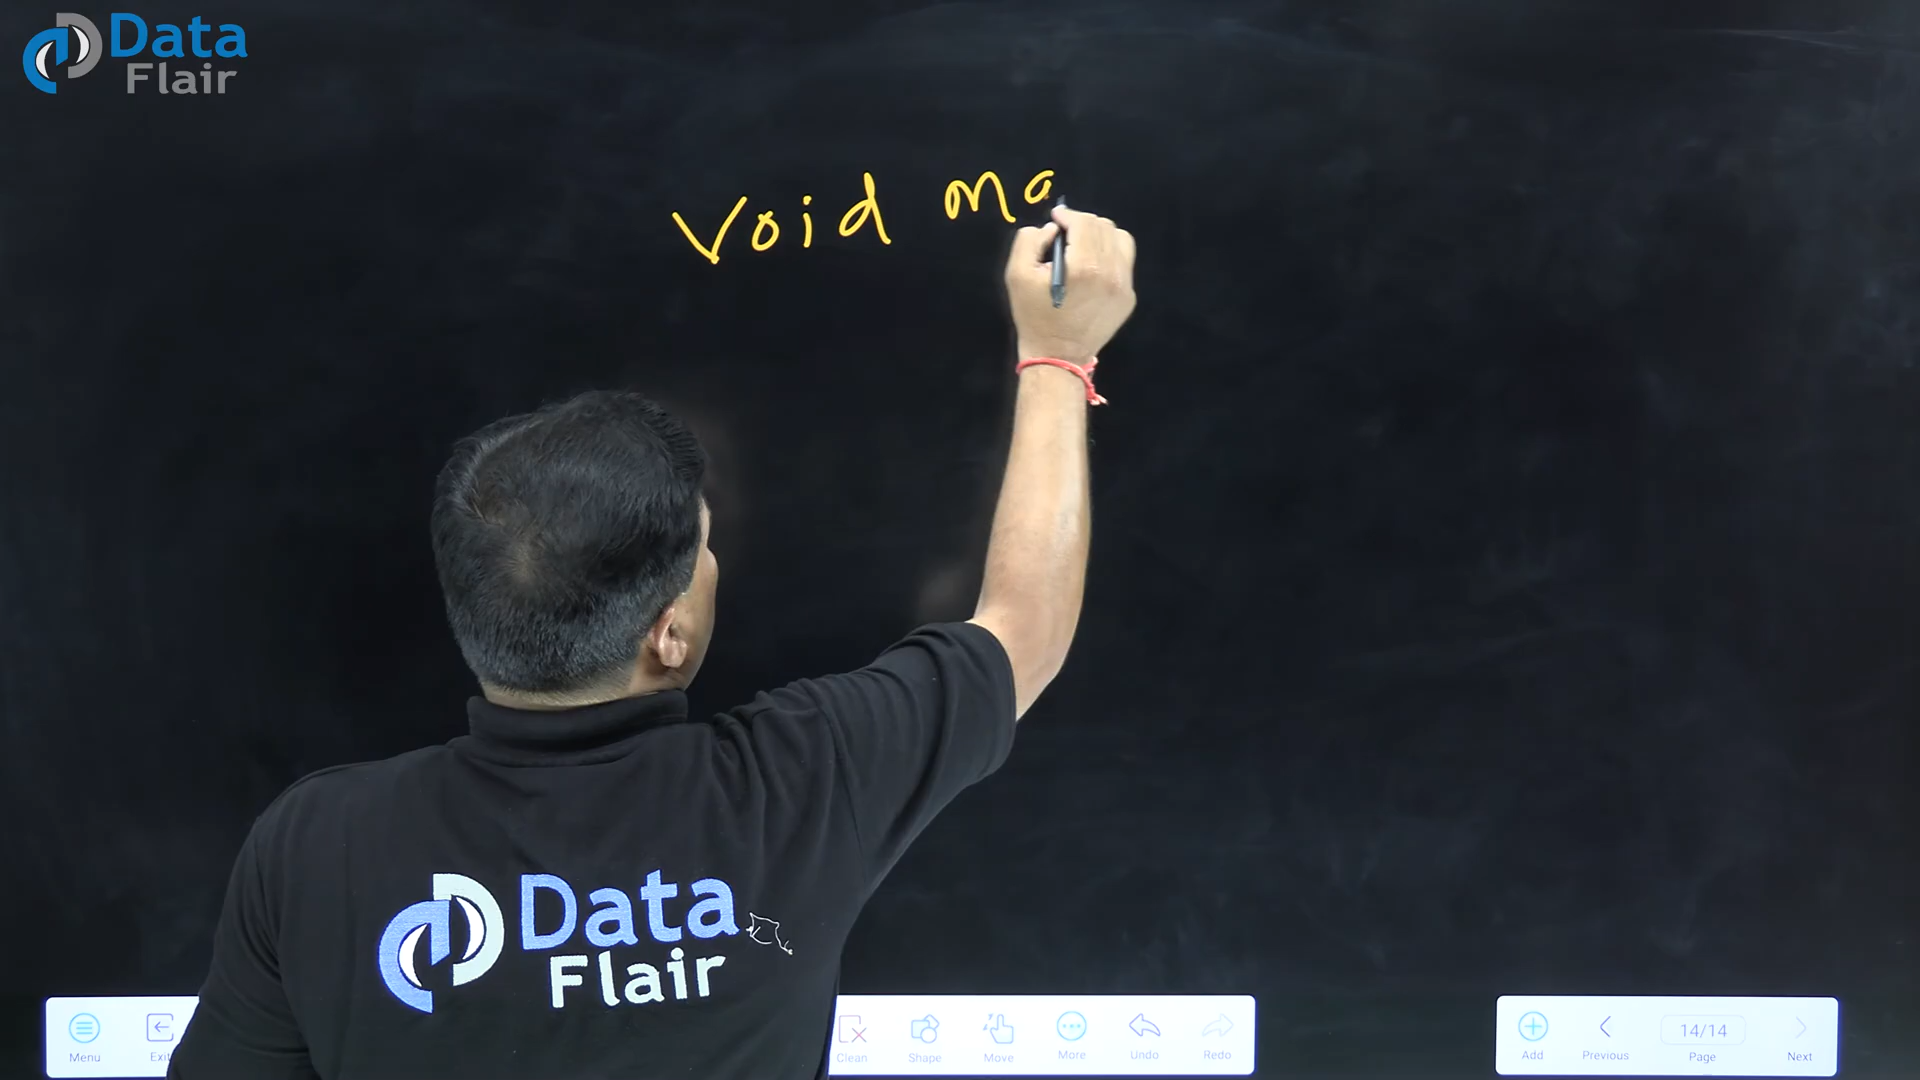 Data
Flair
Void ma
Data
Flair
Menu
Exit
Clean
Shape
Move
More
Undo
Redo
Add
Previous
14/14
Page
Next